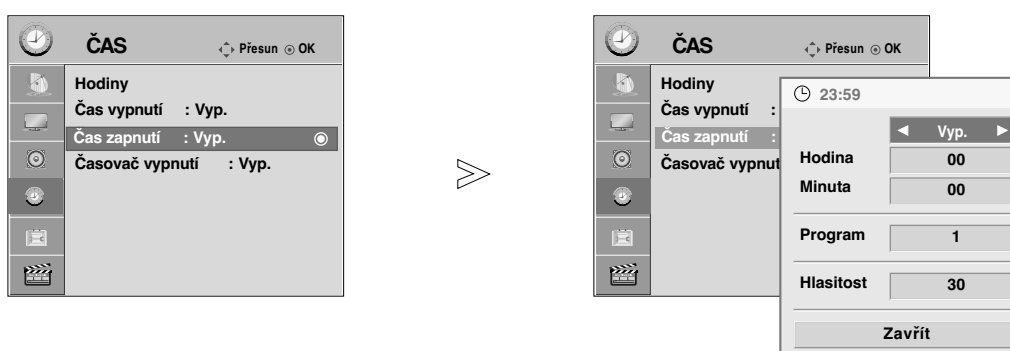 ČAS
Přesun OK
Hodiny
Čas vypnutí : Vyp.
Čas zapnutí : Vyp.
Časovač vypnutí : Vyp.
ČAS
Přesun OK
Hodiny
Čas vypnutí :
Čas zapnutí :
Časovač vypnut
23:59
◄ Vyp. ►
Hodina 00
Minuta 00
Program 1
Hlasitost 30
Zavřít